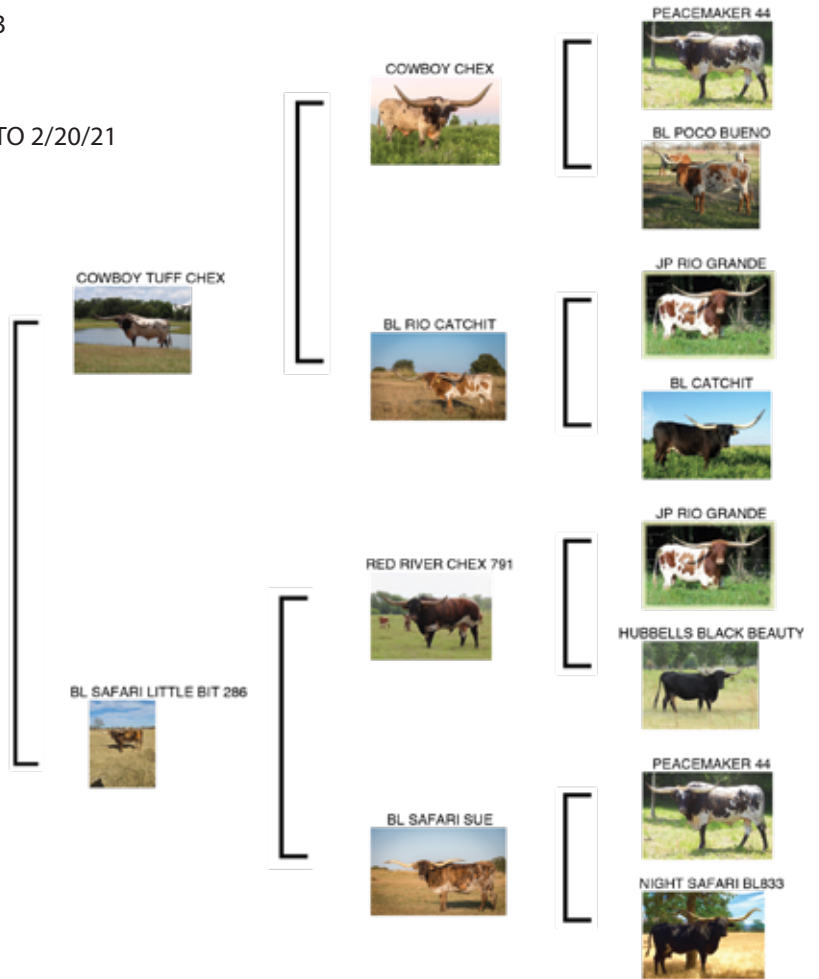 3
TO 2/20/21
COWBOY TUFF CHEX
BL SAFARI LITTLE BIT 286
COWBOY CHEX
BL RIO CATCHIT
RED RIVER CHEX 791
BL SAFARI SUE
PEACEMAKER 44
BL POCO BUENO
JP RIO GRANDE
BL CATCHIT
JP RIO GRANDE
HUBBELLS BLACK BEAUTY
PEACEMAKER 44
NIGHT SAFARI BL833